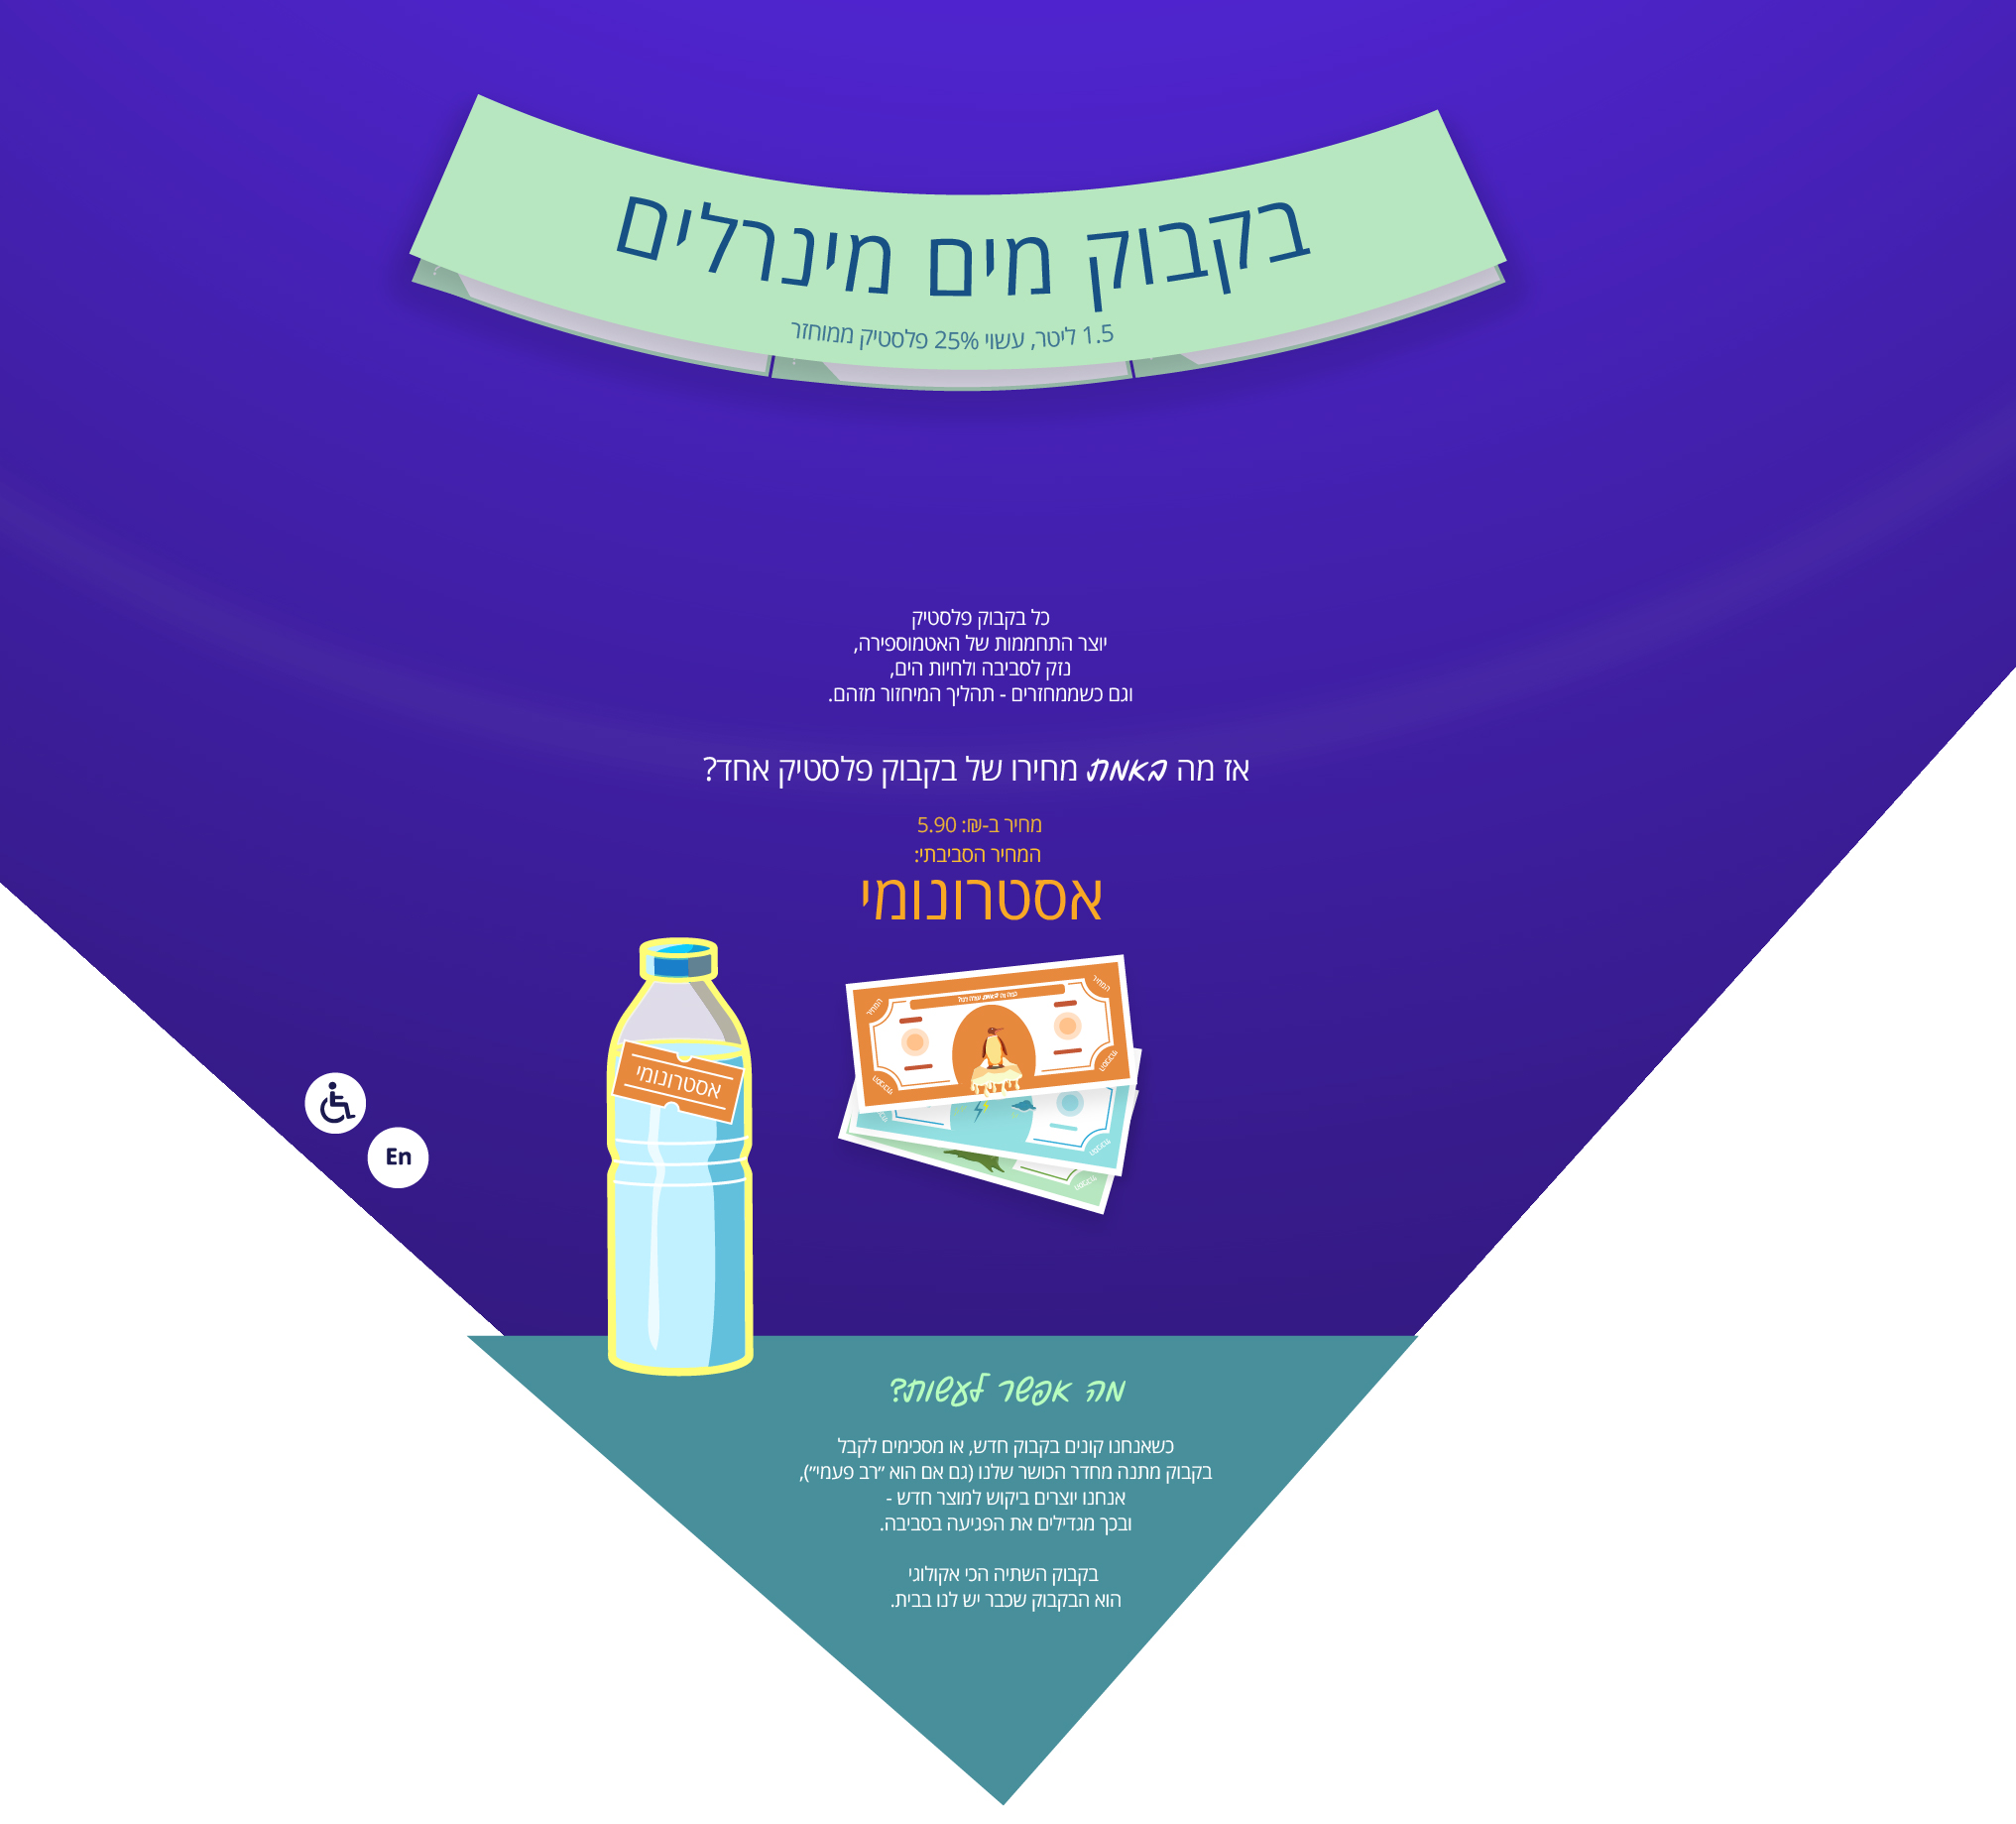 בקבוק מים מינרלים
1.5 ליטר, עשוי 25% פלסטיק ממוחזר
כל בקבוק פלסטיק
יוצר התחממות של האטמוספירה,
נזק לסביבה ולחיות הים,
וגם כשממחזרים - תהליך המיחזור מזהם.
אז מה באמת מחירו של בקבוק פלסטיק אחד?
מחיר ב-₪: 5.90
המחיר הסביבתי:
אסטרונומי
המחיר
המחיר
אסטרונומי
En
מה אפשר לעשות?
כשאנחנו קונים בקבוק חדש, או מסכימים לקבל
בקבוק מתנה מחדר הכושר שלנו (גם אם הוא ״רב פעמי״),
אנחנו יוצרים ביקוש למוצר חדש -
ובכך מגדילים את הפגיעה בסביבה.
בקבוק השתיה הכי אקולוגי
הוא הבקבוק שכבר יש לנו בבית.